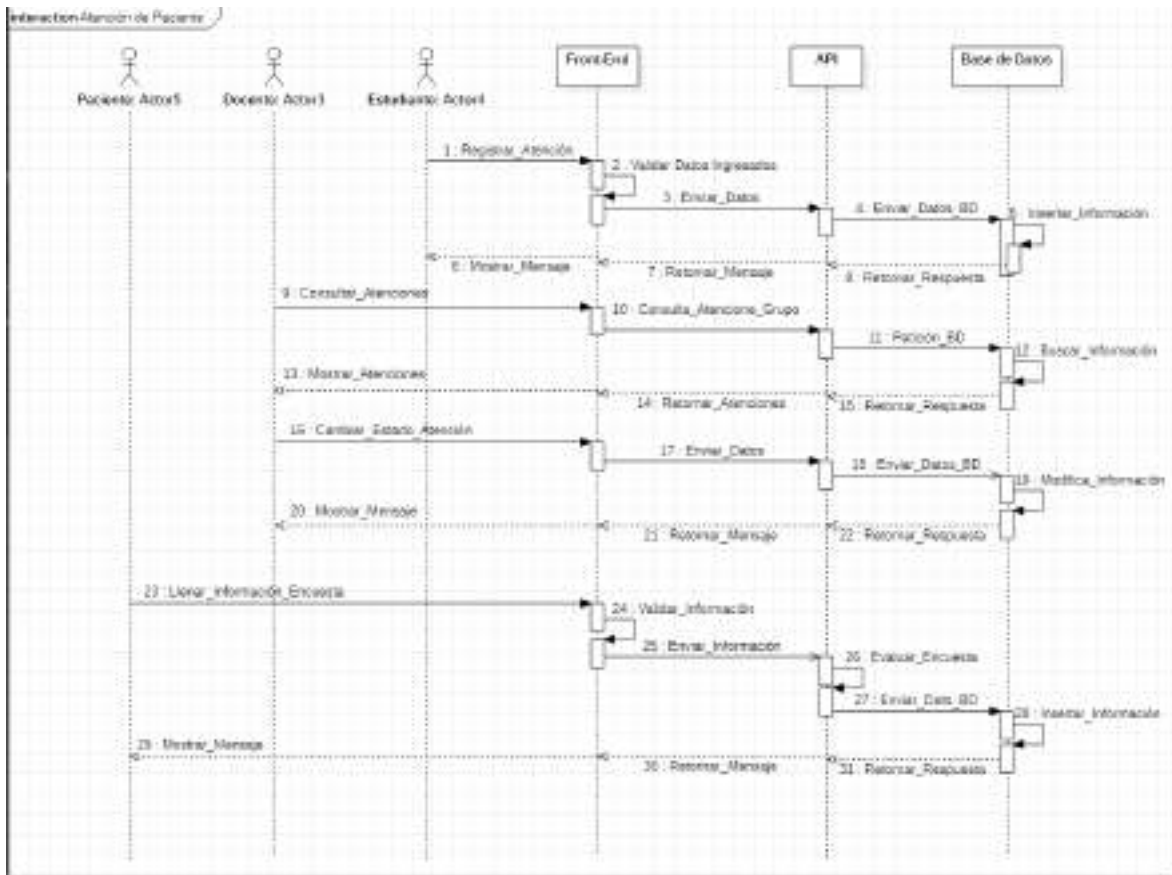 interaction Atención de Paciente
Paciente: Actor5
Docente: Actor3
Estudiante: Actor4
Front-End
API
Base de Datos
1 : Registrar_Atención
2 : Validar Datos Ingresados
3 : Enviar_Datos
4 : Enviar_Datos_BD
5 : Insertar_Información
6 : Mostrar_Mensaje
7 : Retornar_Mensaje
8 : Retornar_Respuesta
9 : Consultar_Atenciones
10 : Consulta_Atencione_Grupo
11 : Peticion_BD
12 : Buscar_Información
13 : Mostrar_Atenciones
14 : Retornar_Atenciones
15 : Retornar_Respuesta
16 : Cambiar_Estado_Atención
17 : Enviar_Datos
18 : Enviar_Datos_BD
19 : Modifica_Información
20 : Mostrar_Mensaje
21 : Retornar_Mensaje
22 : Retornar_Respuesta
23 : Llenar_Información_Encuesta
24 : Validar_Información
25 : Enviar_Información
26 : Evaluar_Encuesta
27 : Enviar_Dats_BD
28 : Insertar_Información
29 : Mostrar_Mensaje
30 : Retornar_Mensaje
31 : Retornar_Respuesta